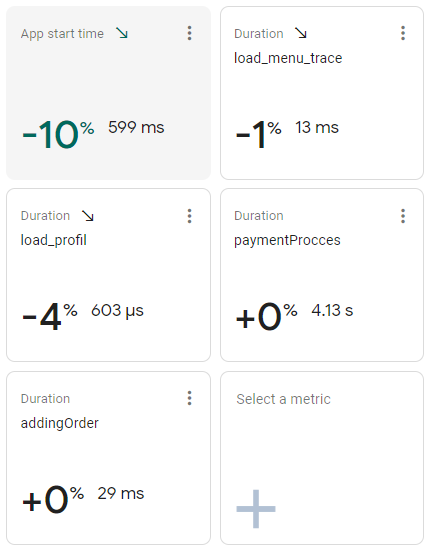 App start time
-10% 599 ms
Duration
load_menu_trace
-1% 13 ms
Duration
load_profil
-4% 603 µs
Duration
paymentProcces
+0% 4.13 s
Duration
addingOrder
+0% 29 ms
Select a metric